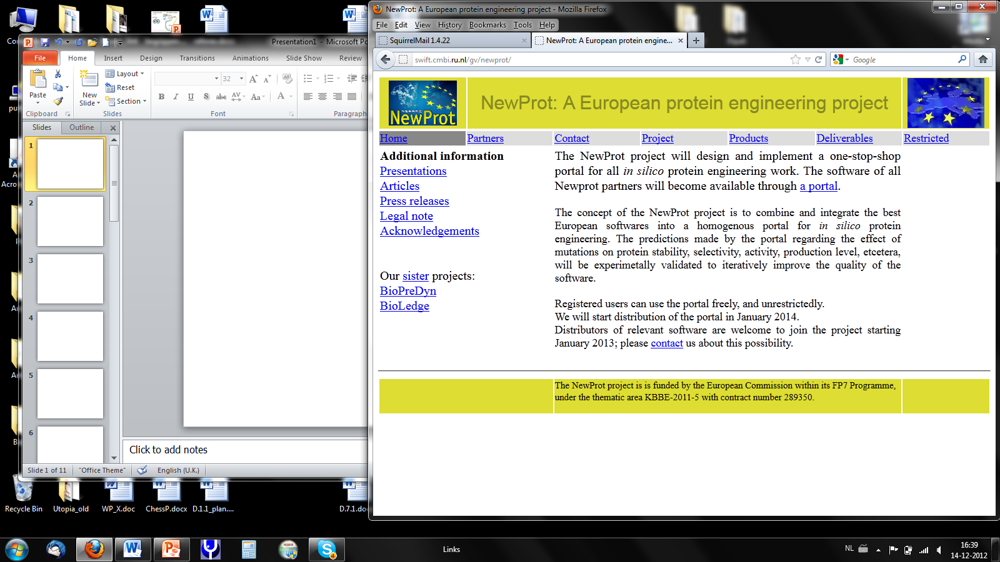 Presentation1 - Microsoft Po
File
Home
Insert
Design
Transitions
Animations
Slide Show
Review
Paste
Clipboard
New
Slide
Layout
Reset
Section
Slides
32
B I U S abc AV Aa A
Font
Paragraph
Slides
Outline
1
2
3
4
5
6
Click to add notes
Slide 1 of 11
"Office Theme"
English (U.K.)
Recycle Bin
Utopia_old
WP_X.doc
ChessP.docx
D.1.1_plan....
D.7.1.doc
NewProt: A European protein engineering project - Mozilla Firefox
File Edit View History Bookmarks Tools Help
SquirrelMail 1.4.22
NewProt: A European protein engine...
swift.cmbi.ru.nl/gv/newprot/
Google
NewProt
NewProt: A European protein engineering project
Home
Partners
Contact
Project
Products
Deliverables
Restricted
Additional information
Presentations
Articles
Press releases
Legal note
Acknowledgements
Our sister projects:
BioPreDyn
BioLedge
The NewProt project will design and implement a one-stop-shop
portal for all in silico protein engineering work. The software of all
Newprot partners will become available through a portal.
The concept of the NewProt project is to combine and integrate the best
European softwares into a homogenous portal for in silico protein
engineering. The predictions made by the portal regarding the effect of
mutations on protein stability, selectivity, activity, production level, etcetera,
will be experimetally validated to iteratively improve the quality of the
software.
Registered users can use the portal freely, and unrestrictedly.
We will start distribution of the portal in January 2014.
Distributors of relevant software are welcome to join the project starting
January 2013; please contact us about this possibility.
The NewProt project is is funded by the European Commission within its FP7 Programme,
under the thematic area KBBE-2011-5 with contract number 289350.
Links
NL
16:39
14-12-2012